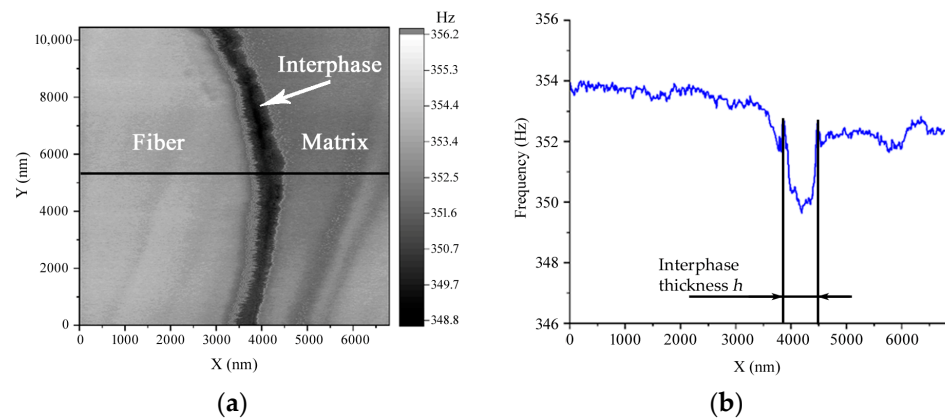 Hz
10,000
8000
6000
4000
2000
0
Y (nm)
Interphase
Fiber
Matrix
356.2
355.3
354.4
353.4
352.5
351.6
350.7
349.7
348.8
0 1000 2000 3000 4000 5000 6000
X (nm)
(a)
b)
356
354
352
350
348
346
Frequency (Hz)
Interphase
thickness h
0 1000 2000 3000 4000 5000 6000
X (nm)
(b)